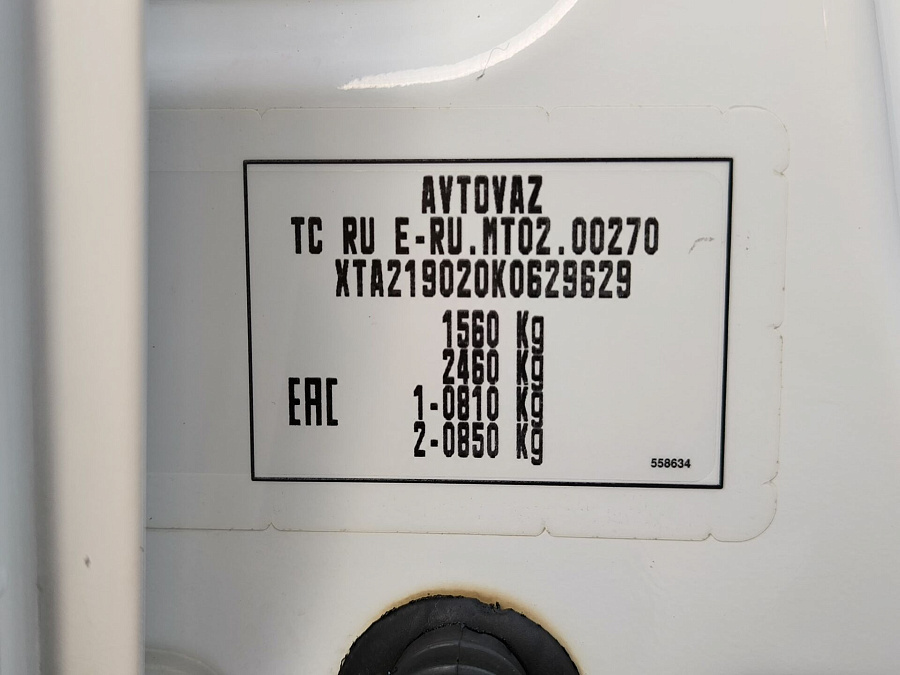 AVTOVAZ
TC RU E-RU.MT02.00270
XTA219020K0629629
1560 Kg
2460 Kg
EAC 1-0810 Kg
2-0850 Kg
558634